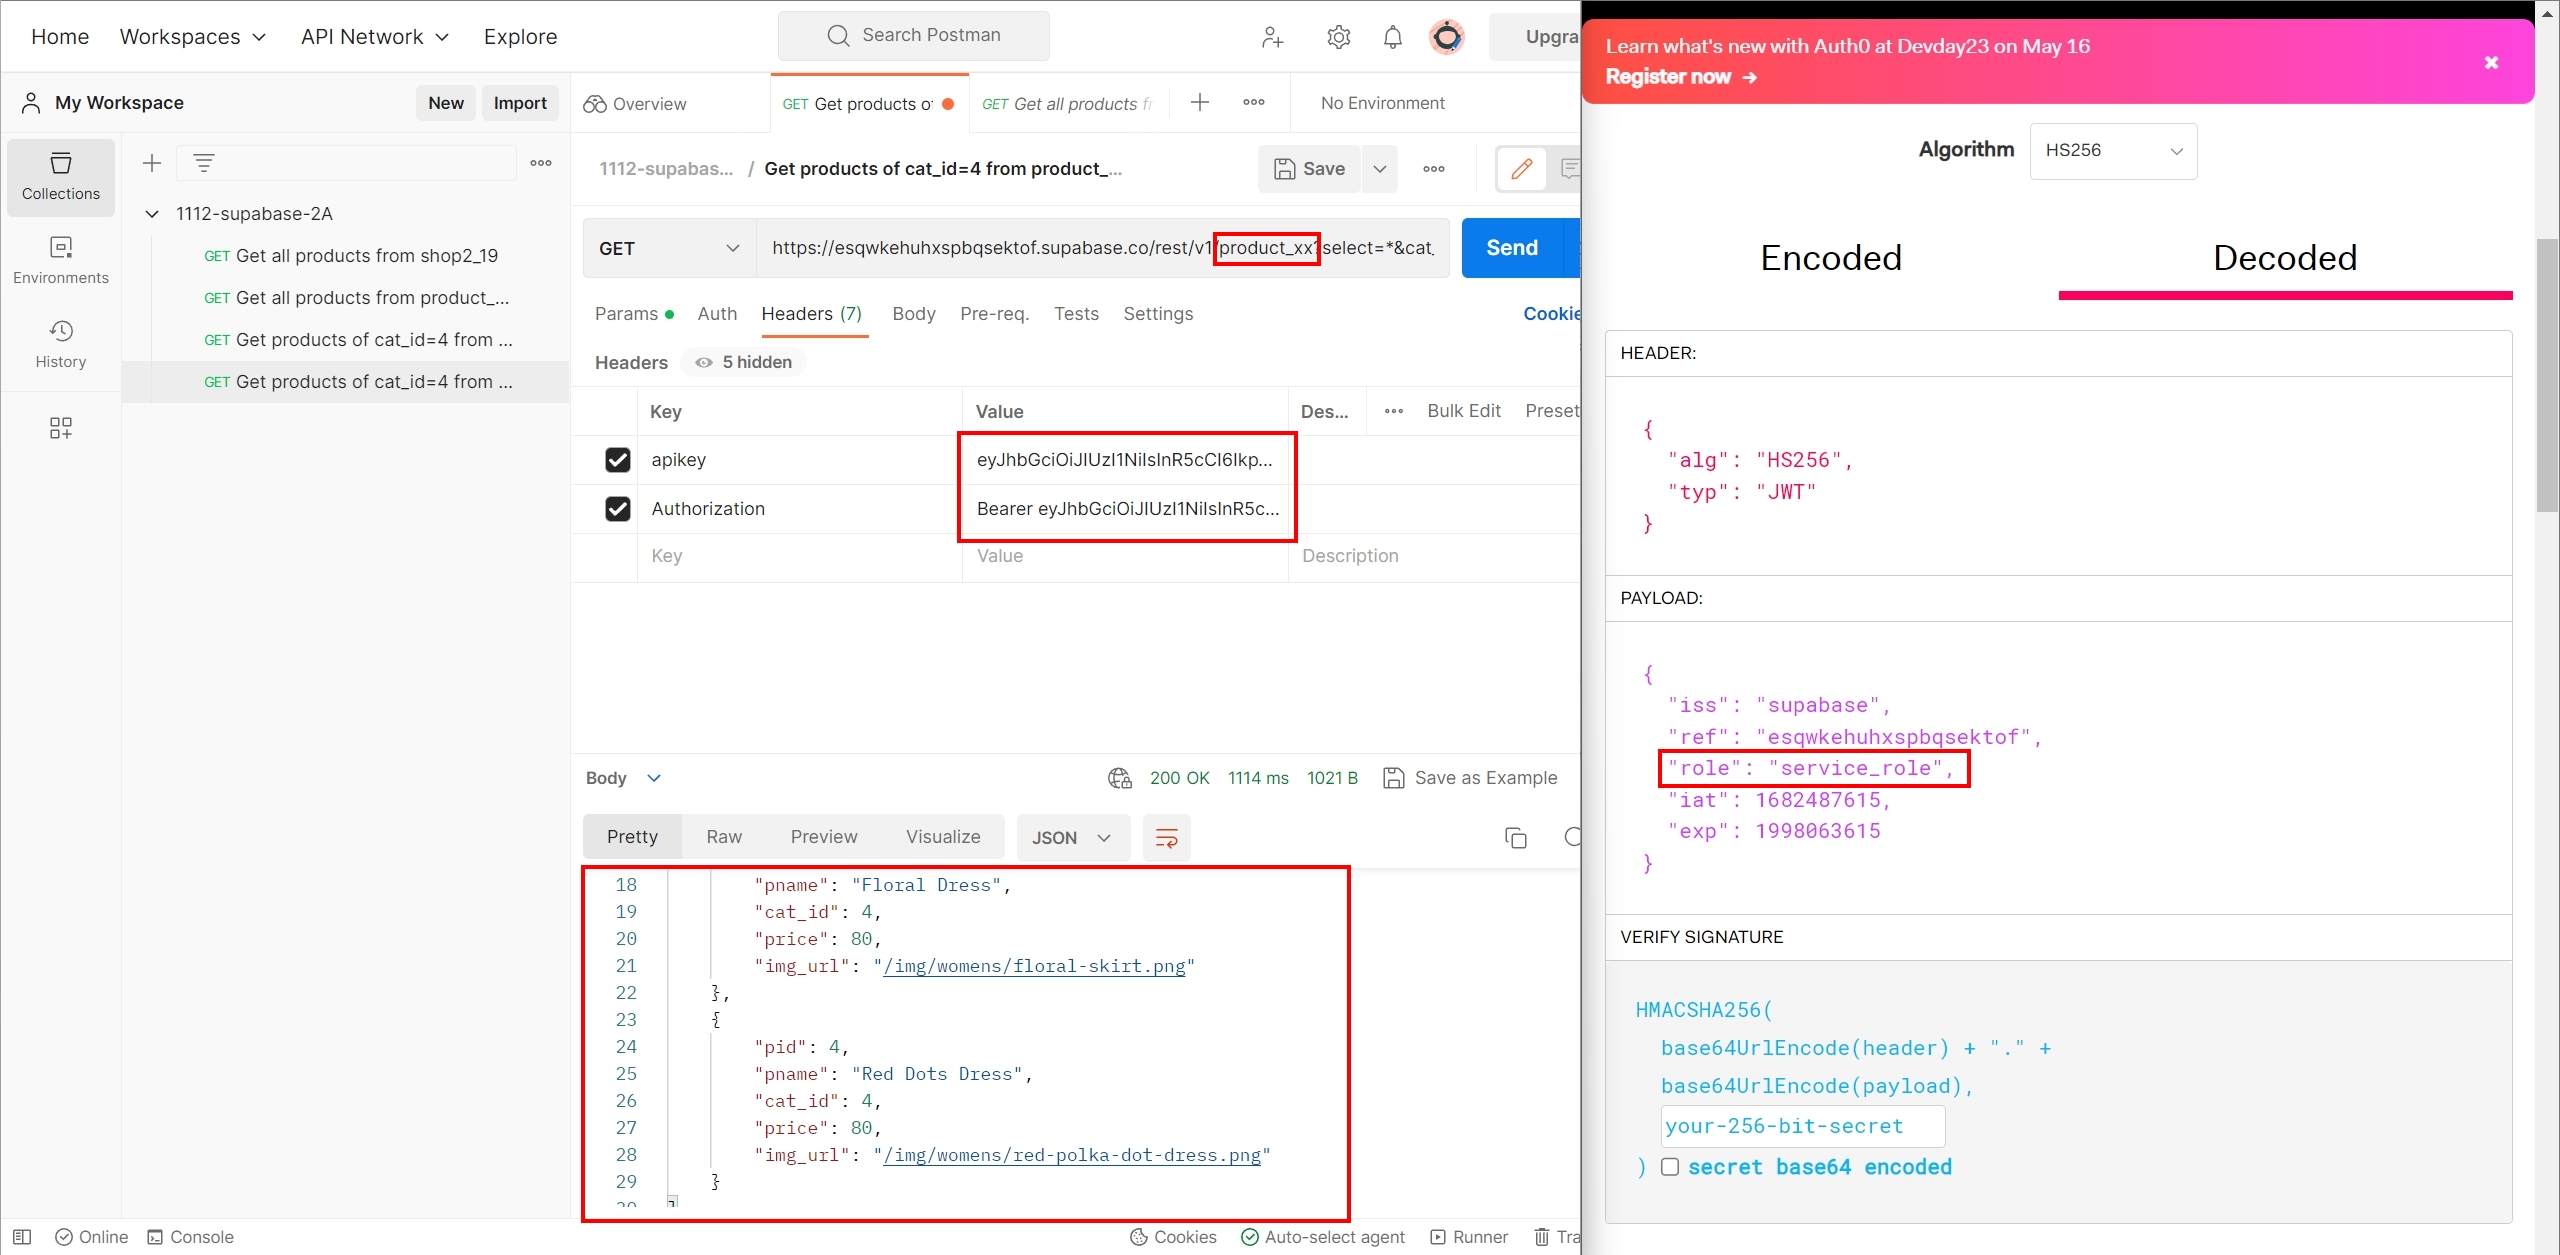 Home
Workspaces
API Network
Explore
Search Postman
Upgra
My Workspace
New
Import
Overview
GET Get products of
GET Get all products fr
No Environment
Collections
Environments
History
1112-supabase-2A
GET Get all products from shop2_19
GET Get all products from product_...
GET Get products of cat_id=4 from ...
GET Get products of cat_id=4 from ...
1112-supabas... / Get products of cat_id=4 from product_...
Save
GET
https://esqwkehuhxspbqsektof.supabase.co/rest/v1/product_xx?select=*&cat_
Send
Params
Auth
Headers (7)
Body
Pre-req.
Tests
Settings
Cookie
Headers
5 hidden
Key
Value
Des...
Bulk Edit
Preset
apikey
eyJhbGciOiJIUzI1NiIsInR5cCI6Ikp...
Authorization
Bearer eyJhbGciOiJIUzI1NiIsInR5c...
Key
Value
Description
Body
200 OK
1114 ms
1021 B
Save as Example
Pretty
Raw
Preview
Visualize
JSON
18 "pname": "Floral Dress",
19 "cat_id": 4,
20 "price": 80,
21 "img_url": "/img/womens/floral-skirt.png"
22 },
23 {
24 "pid": 4,
25 "pname": "Red Dots Dress",
26 "cat_id": 4,
27 "price": 80,
28 "img_url": "/img/womens/red-polka-dot-dress.png"
29 }
Online
Console
Cookies
Auto-select agent
Runner
Tra
Learn what's new with Auth0 at Devday23 on May 16
Register now →
Algorithm
HS256
Encoded
Decoded
HEADER:
{
"alg": "HS256",
"typ": "JWT"
}
PAYLOAD:
{
"iss": "supabase",
"ref": "esqwkehuhxspbqsektof",
"role": "service_role",
"iat": 1682487615,
"exp": 1998063615
}
VERIFY SIGNATURE
HMACSHA256(
base64UrlEncode(header) + "." +
base64UrlEncode(payload),
your-256-bit-secret
) secret base64 encoded